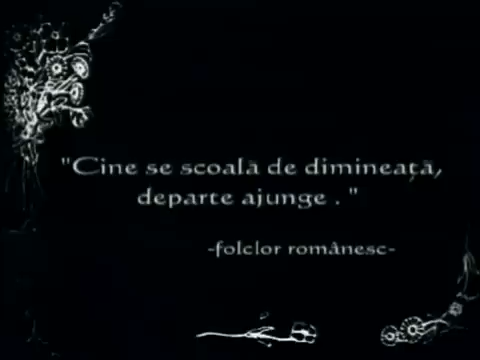 "Cine se scoală de dimineață,
departe ajunge . "
-folclor românesc-